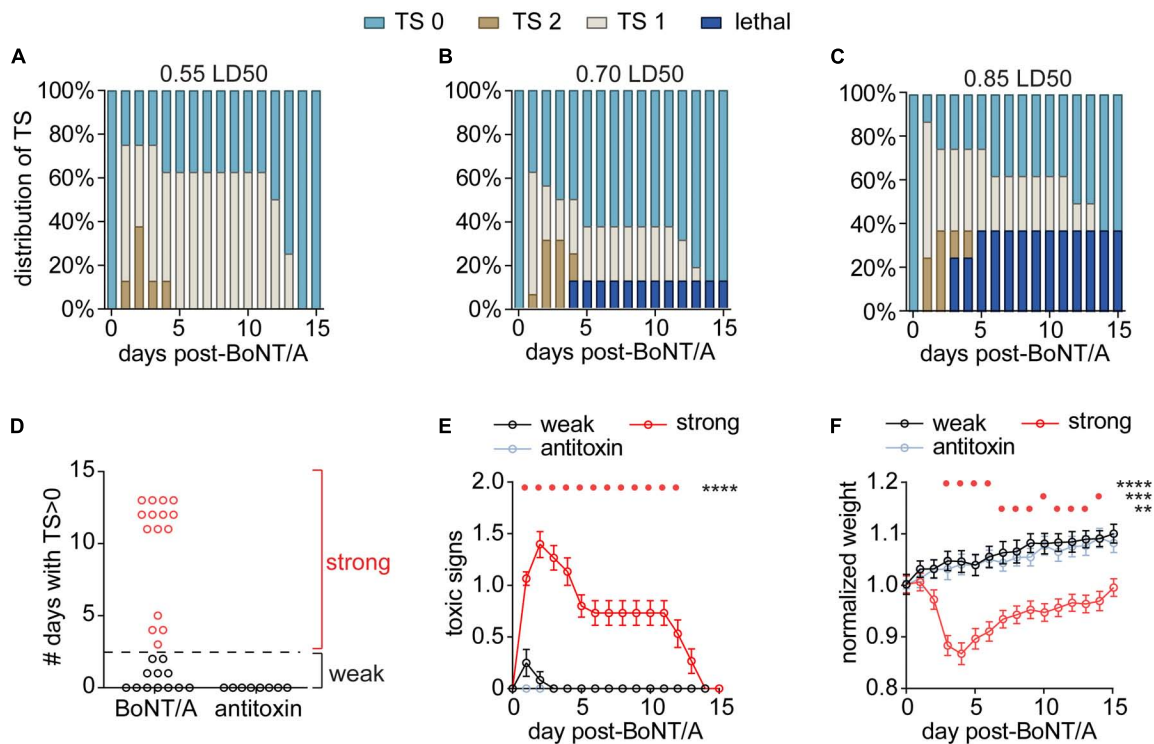 TS 0 TS 2 TS 1 lethal
A B C
0.55 LD50 0.70 LD50 0.85 LD50
distribution of TS
100% 100% 100%
80% 80% 80%
60% 60% 60%
40% 40% 40%
20% 20% 20%
0% 0% 0%
0 5 10 15 0 5 10 15 0 5 10 15
days post-BoNT/A days post-BoNT/A days post-BoNT/A
D
# days with TS>0
15
10
5
0
strong
weak
BoNT/A antitoxin
E
weak strong
antitoxin
toxic signs
2.0
1.5
1.0
0.5
0
****
0 5 10 15
day post-BoNT/A
F
weak strong
antitoxin
normalized weight
1.2
1.1
1.0
0.9
0.8
****
***
**
0 5 10 15
day post-BoNT/A